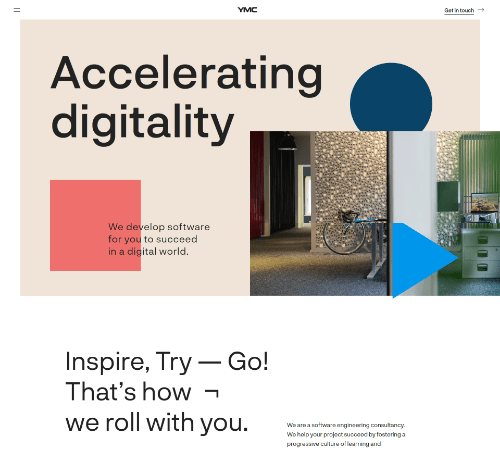 YMC
Get in touch →
Accelerating
digitality
We develop software
for you to succeed
in a digital world.
Inspire, Try — Go!
That's how ¬
we roll with you.
We are a software engineering consultancy.
We help your project succeed by fostering a
progressive culture of learning and